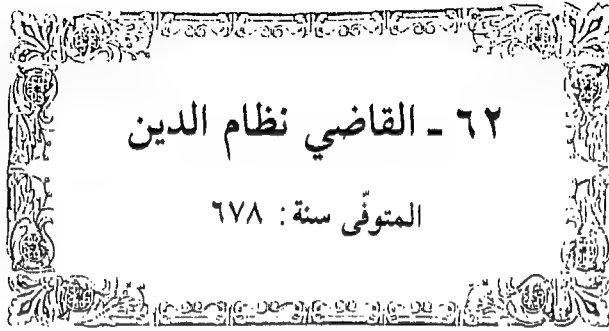 ٦٢ ـ القاضي نظام الدين
المتوفّى سنة : ٦٧٨